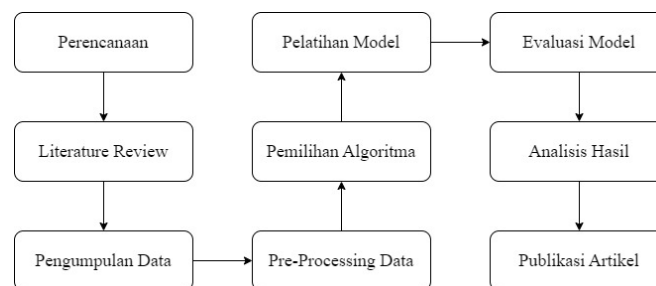 Perencanaan
Literature Review
Pengumpulan Data
Pre-Processing Data
Pemilihan Algoritma
Pelatihan Model
Evaluasi Model
Analisis Hasil
Publikasi Artikel